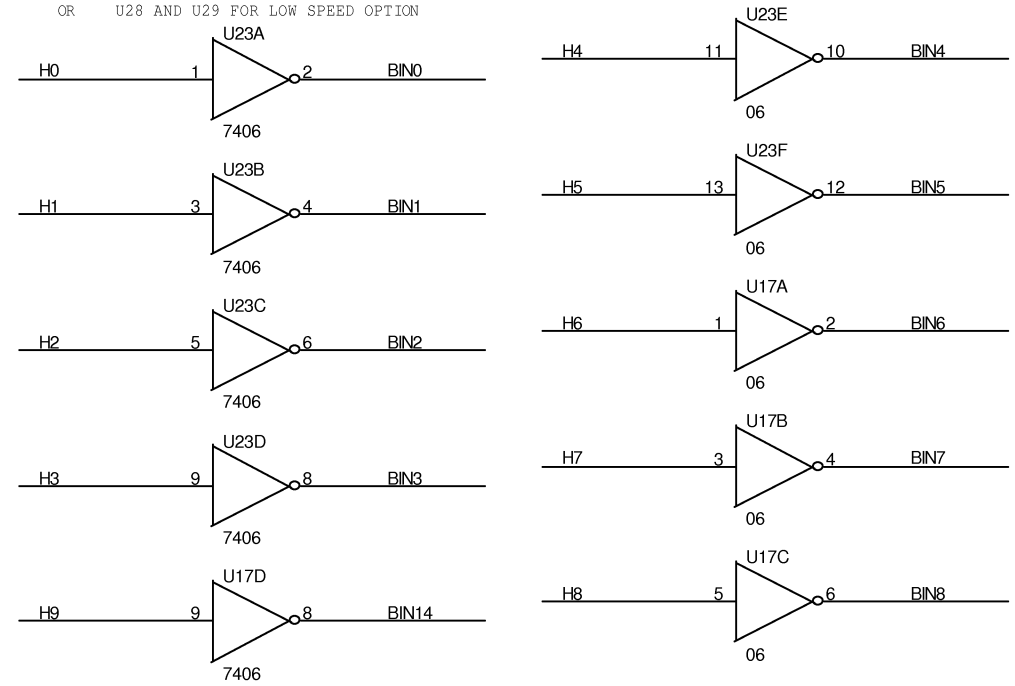 OR U28 AND U29 FOR LOW SPEED OPTION
U23A
H0 1 2 BIN0
7406
U23B
H1 3 4 BIN1
7406
U23C
H2 5 6 BIN2
7406
U23D
H3 9 8 BIN3
7406
U17D
H9 9 8 BIN14
7406
U23E
H4 11 10 BIN4
06
U23F
H5 13 12 BIN5
06
U17A
H6 1 2 BIN6
06
U17B
H7 3 4 BIN7
06
U17C
H8 5 6 BIN8
06